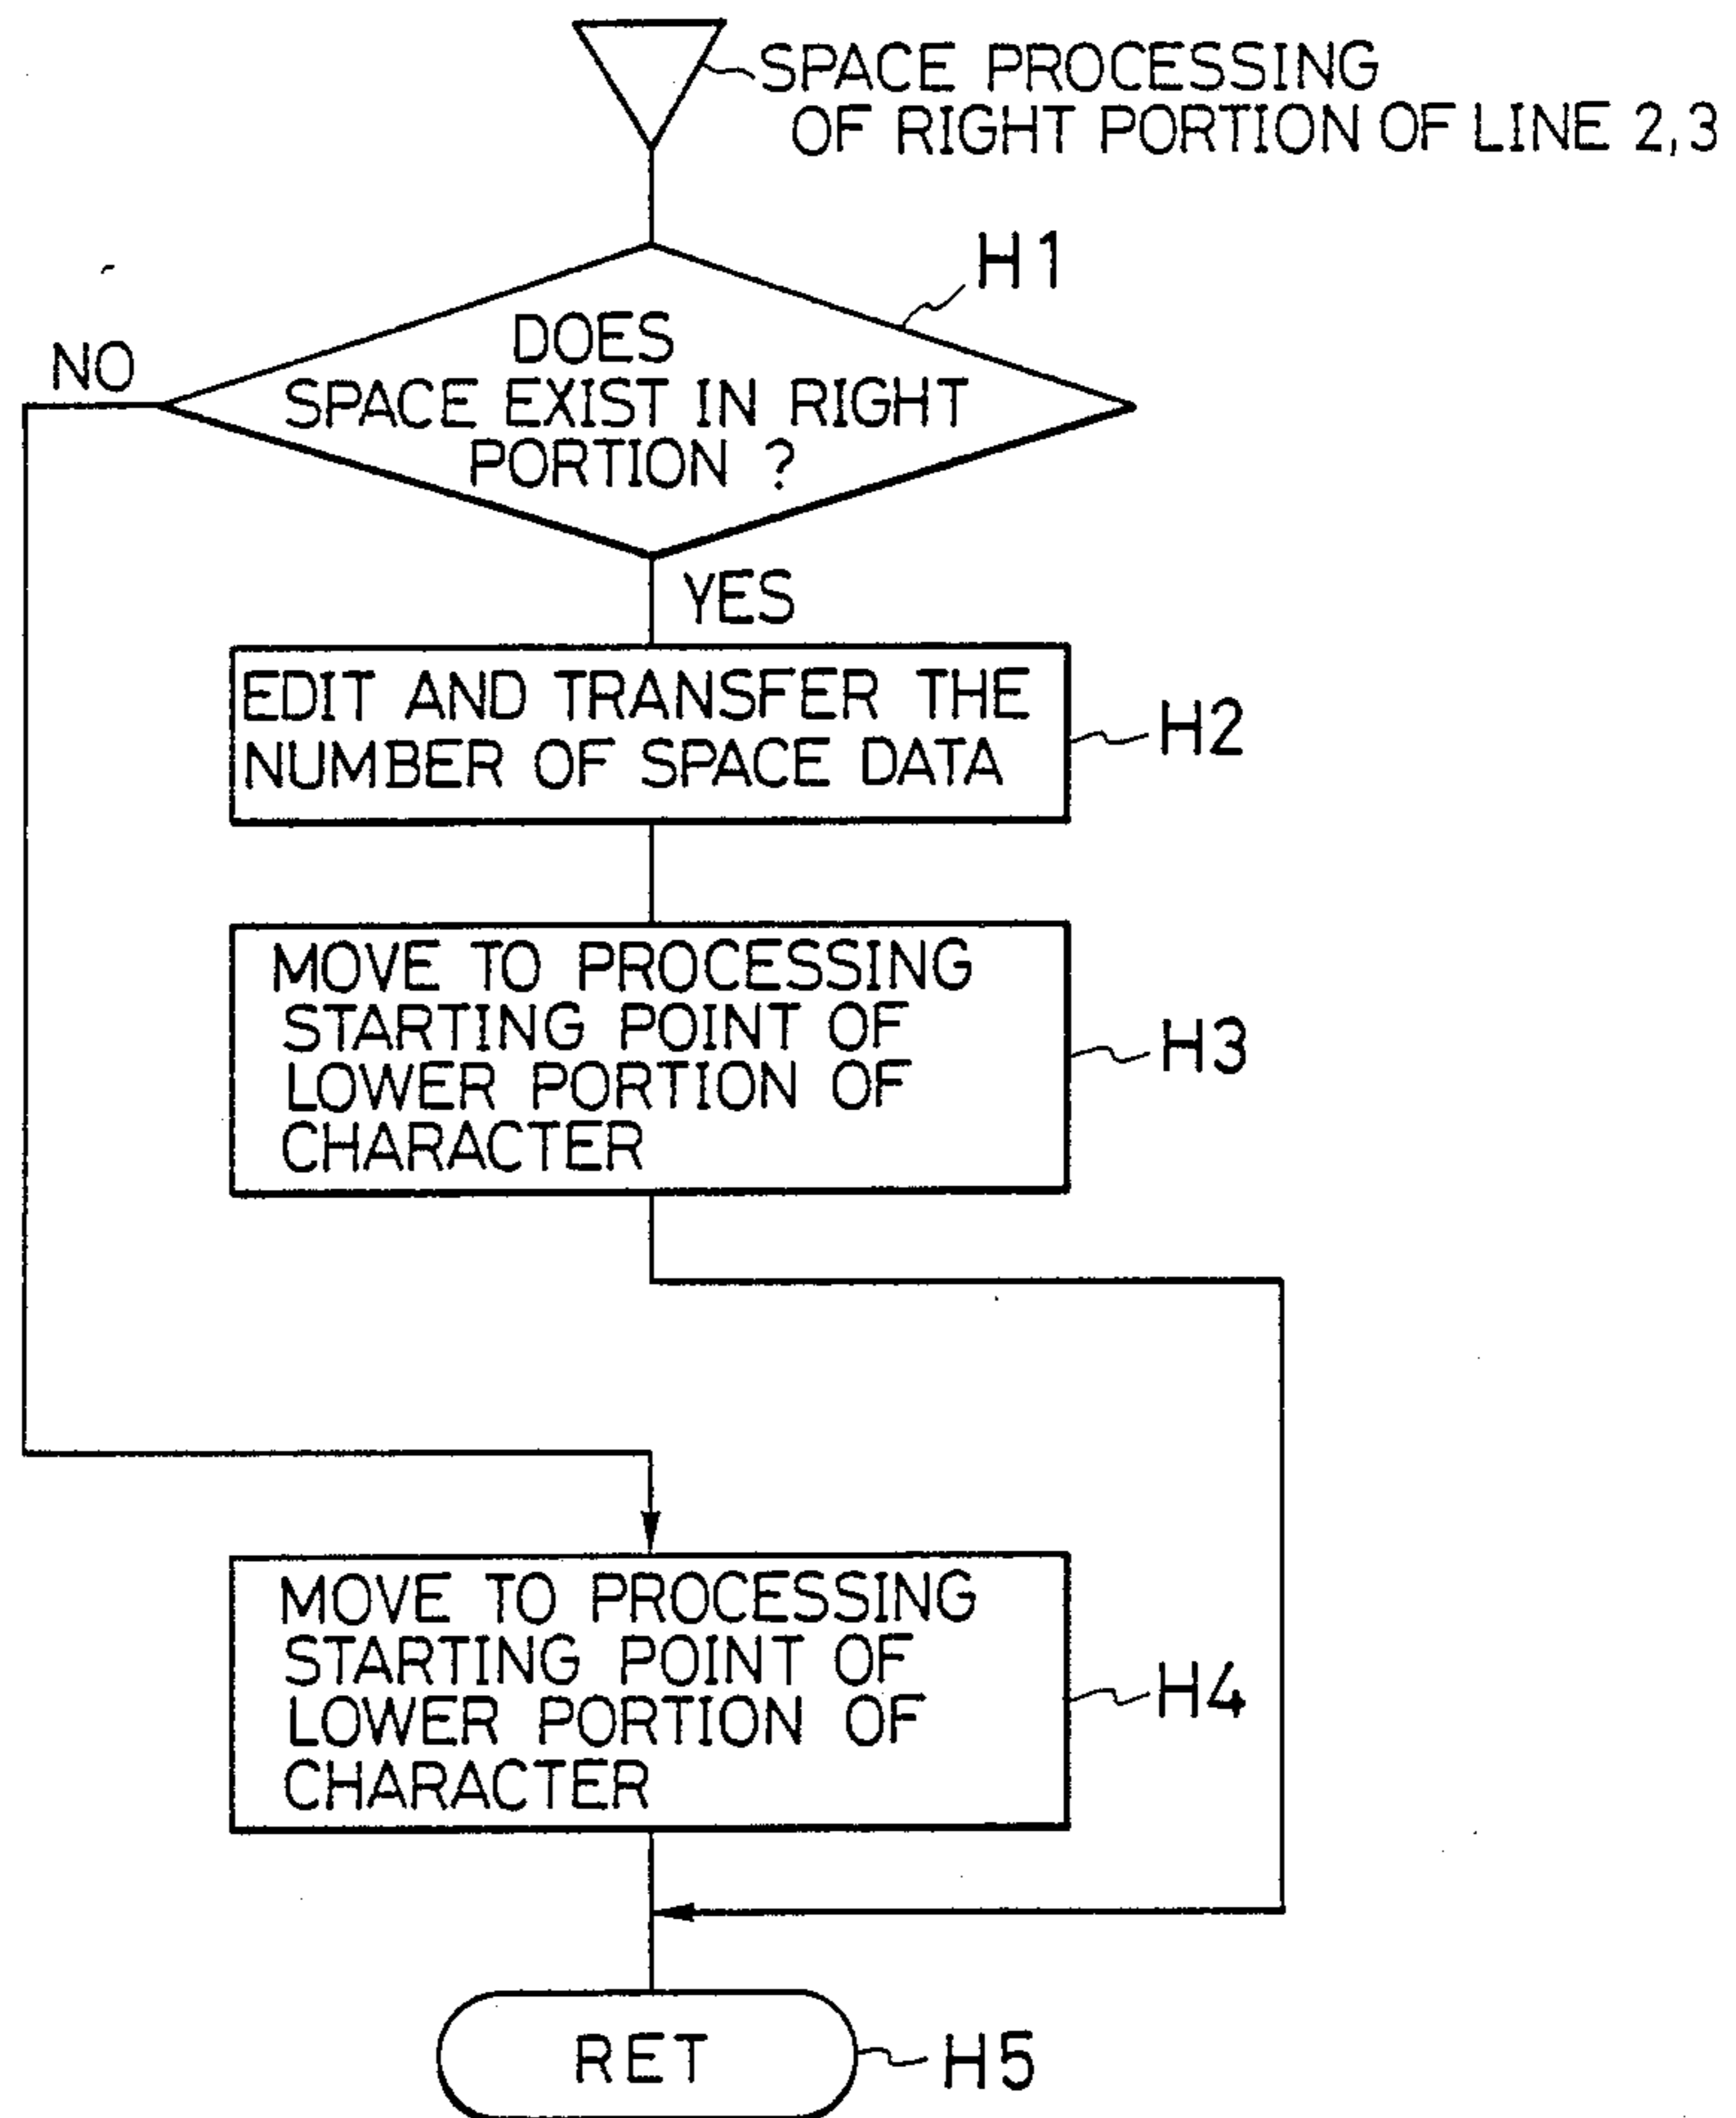 SPACE PROCESSING
OF RIGHT PORTION OF LINE 2,3
H1
DOES
NO
SPACE EXIST IN RIGHT
PORTION ?
YES
EDIT AND TRANSFER THE
NUMBER OF SPACE DATA
H2
MOVE TO PROCESSING
STARTING POINT OF
LOWER PORTION OF
CHARACTER
H3
MOVE TO PROCESSING
STARTING POINT OF
LOWER PORTION OF
CHARACTER
H4
RET
H5